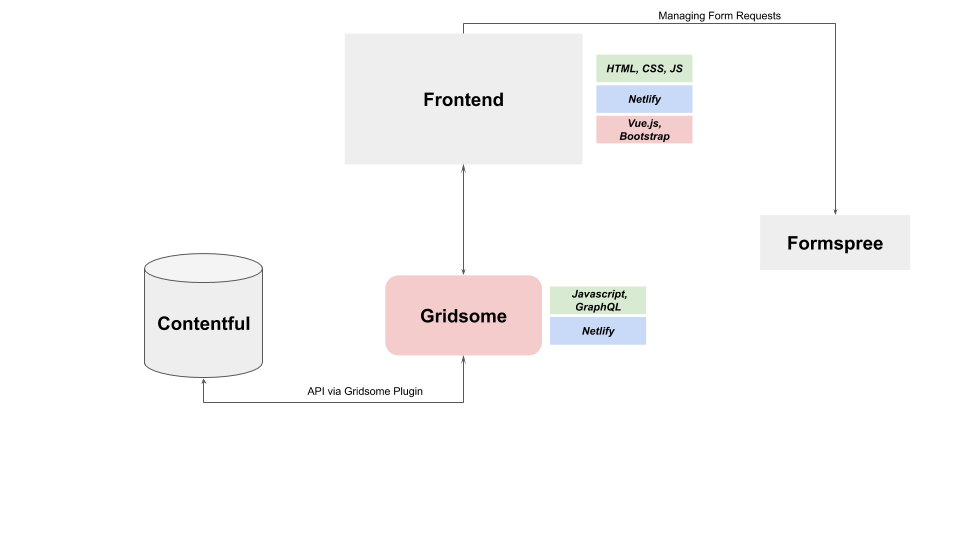 Managing Form Requests
Frontend
HTML, CSS, JS
Netlify
Vue.js,
Bootstrap
Formspree
Contentful
Gridsome
Javascript,
GraphQL
Netlify
API via Gridsome Plugin